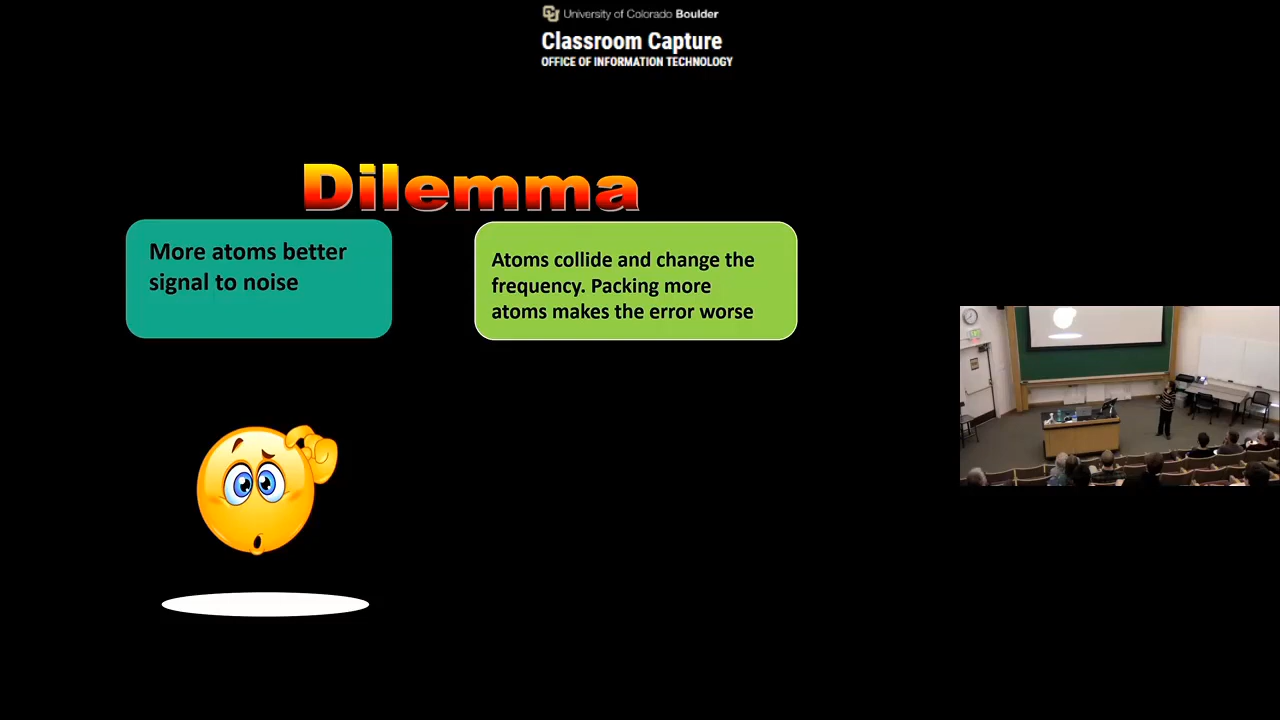 University of Colorado Boulder
Classroom Capture
OFFICE OF INFORMATION TECHNOLOGY
Dilemma
More atoms better
signal to noise
Atoms collide and change the
frequency. Packing more
atoms makes the error worse